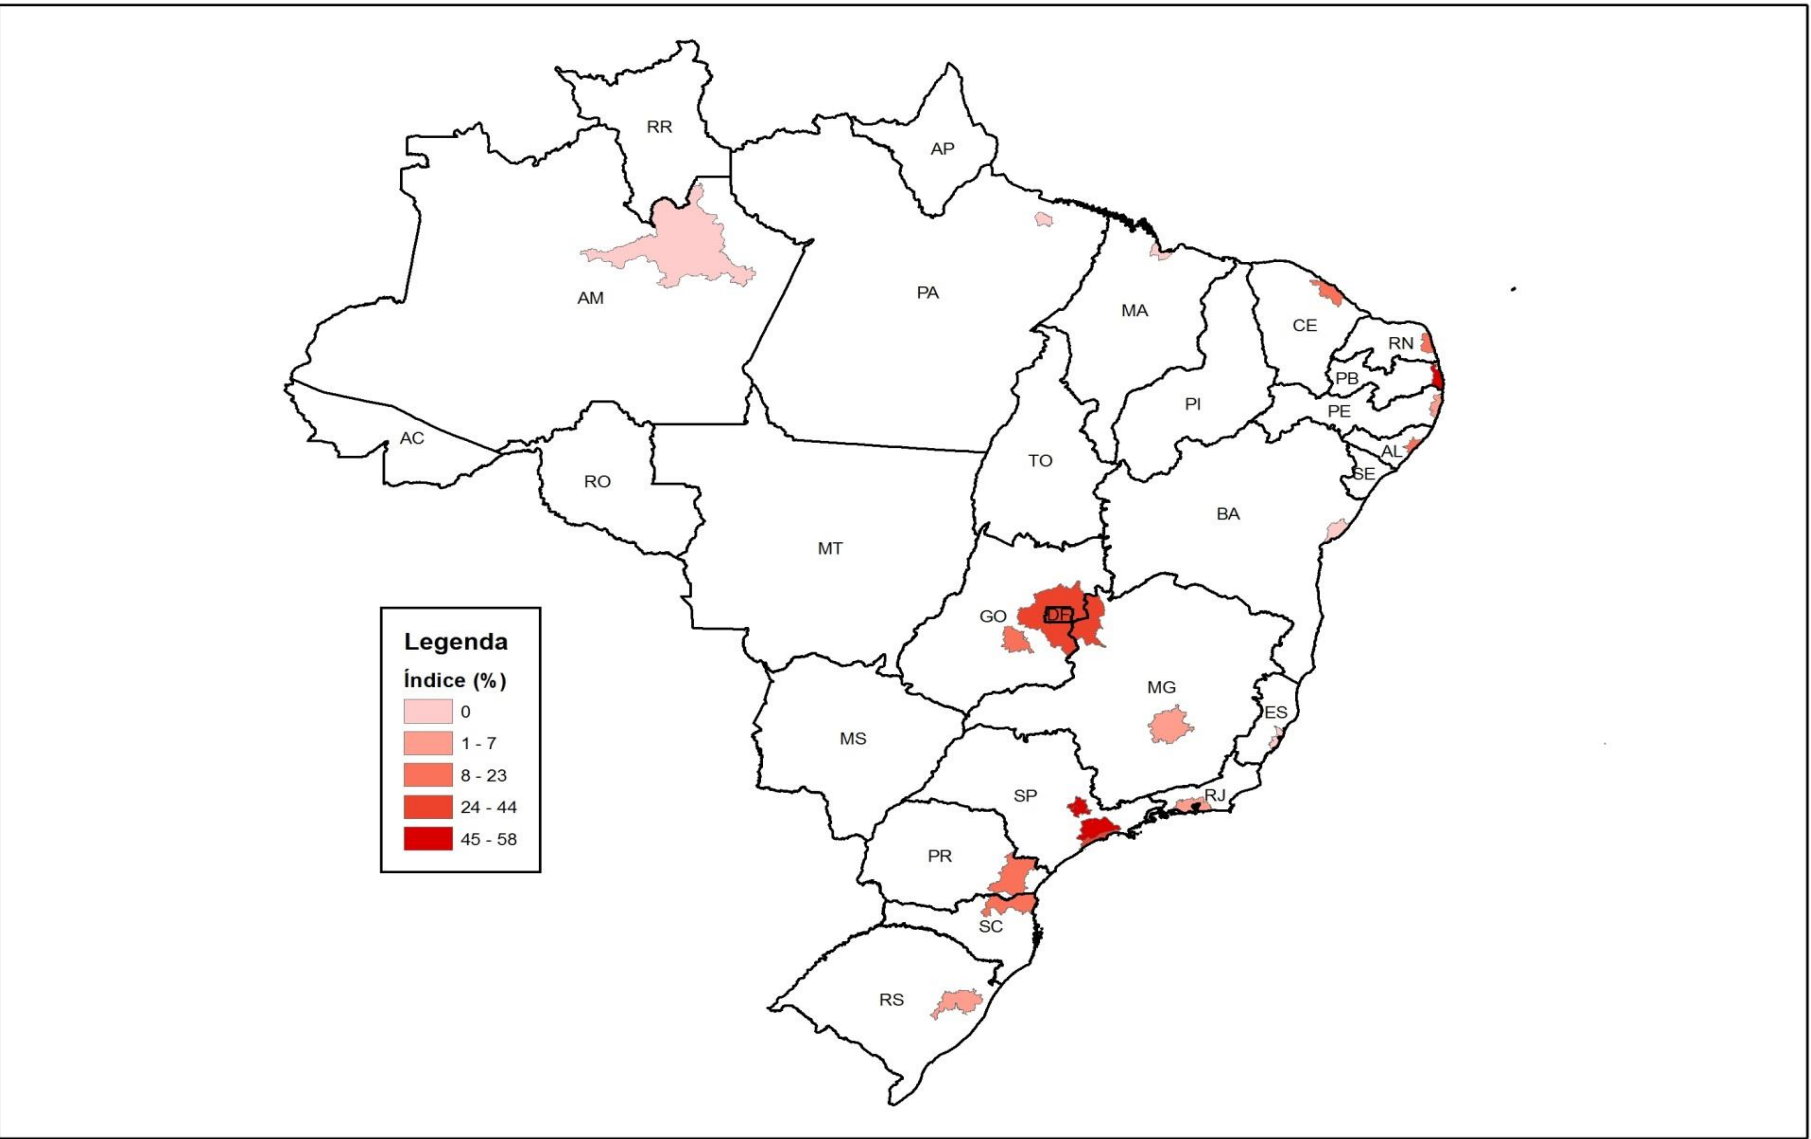 RR
AP
AM
PA
MA
CE
RN
PB
PI
PE
AC
AL
TO
SE
RO
BA
MT
GO
DF
MG
ES
MS
SP
RJ
PR
SC
RS
Legenda
Índice (%)
0
1 - 7
8 - 23
24 - 44
45 - 58